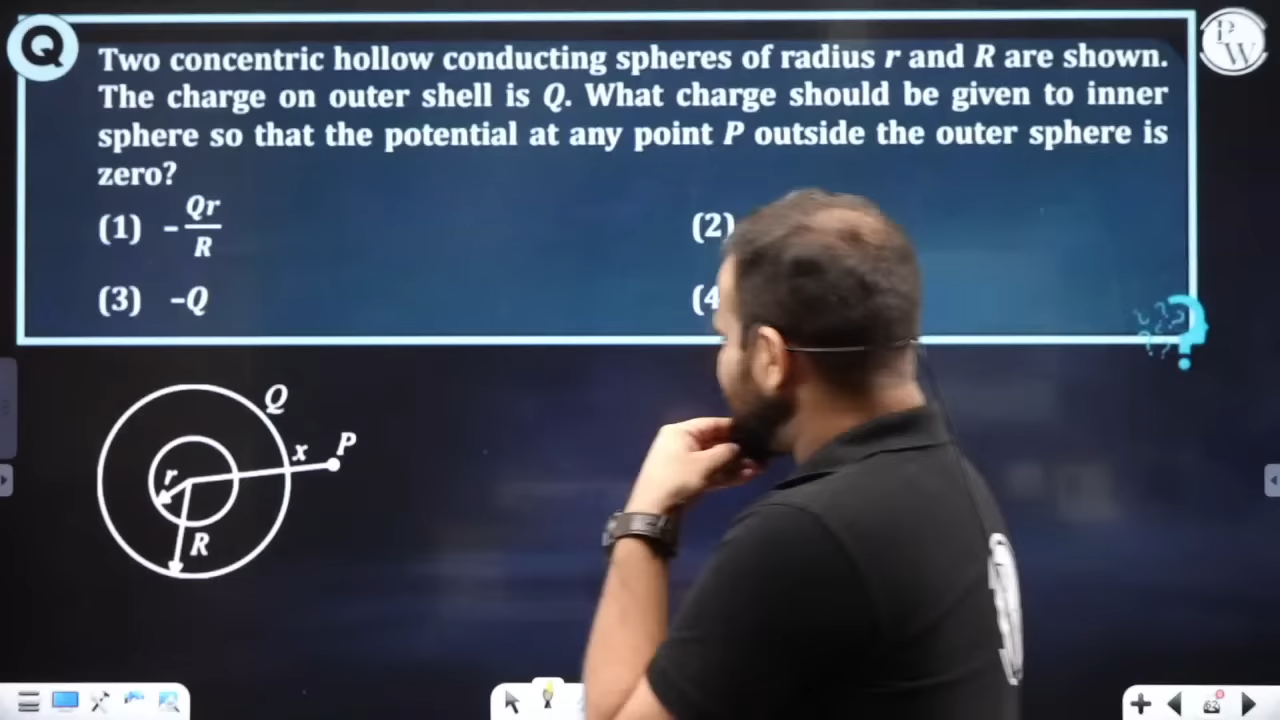 Q
P
W
Two concentric hollow conducting spheres of radius r and R are shown.
The charge on outer shell is Q. What charge should be given to inner
sphere so that the potential at any point P outside the outer sphere is
zero?
(1) -Qr/R
(2)
(3) -Q
(4
Q
x
P
r
R